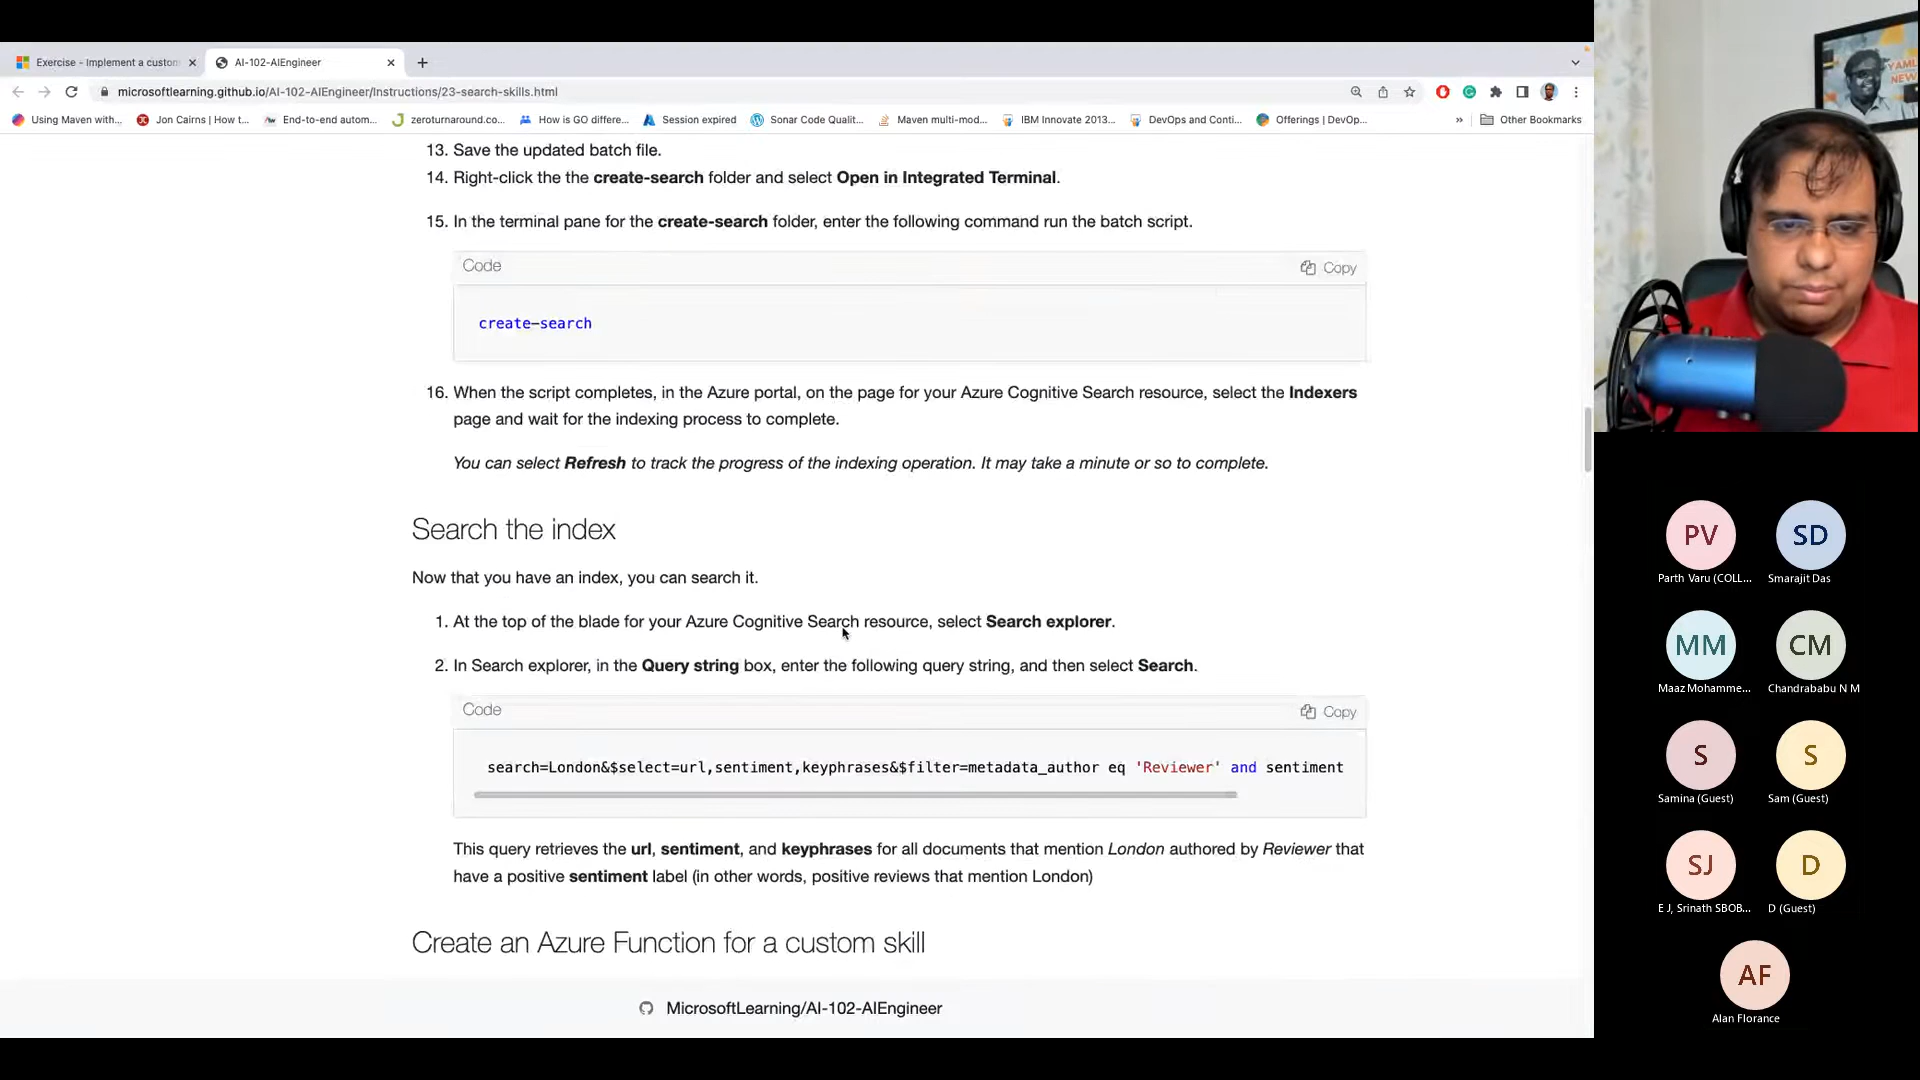 Exercise - Implement a custom
AI-102-AIEngineer
microsoftlearning.github.io/AI-102-AIEngineer/Instructions/23-search-skills.html
Using Maven with...
Jon Cairns | How t...
End-to-end autom...
zeroturnaround.co...
How is GO differe...
Session expired
Sonar Code Qualit...
Maven multi-mod...
IBM Innovate 2013...
DevOps and Conti...
Offerings | DevOp...
»
Other Bookmarks
13. Save the updated batch file.
14. Right-click the the create-search folder and select Open in Integrated Terminal.
15. In the terminal pane for the create-search folder, enter the following command run the batch script.
Code
Copy
create-search
16. When the script completes, in the Azure portal, on the page for your Azure Cognitive Search resource, select the Indexers
page and wait for the indexing process to complete.
You can select Refresh to track the progress of the indexing operation. It may take a minute or so to complete.
Search the index
Now that you have an index, you can search it.
1. At the top of the blade for your Azure Cognitive Search resource, select Search explorer.
2. In Search explorer, in the Query string box, enter the following query string, and then select Search.
Code
Copy
search=London&$select=url,sentiment,keyphrases&$filter=metadata_author eq 'Reviewer' and sentiment
This query retrieves the url, sentiment, and keyphrases for all documents that mention London authored by Reviewer that
have a positive sentiment label (in other words, positive reviews that mention London)
Create an Azure Function for a custom skill
MicrosoftLearning/AI-102-AIEngineer
YAML
NEW
PV
Parth Varu (COLL...
SD
Smarajit Das
MM
Maaz Mohamme...
CM
Chandrababu N M
S
Samina (Guest)
S
Sam (Guest)
SJ
E J, Srinath SBOB...
D
D (Guest)
AF
Alan Florance